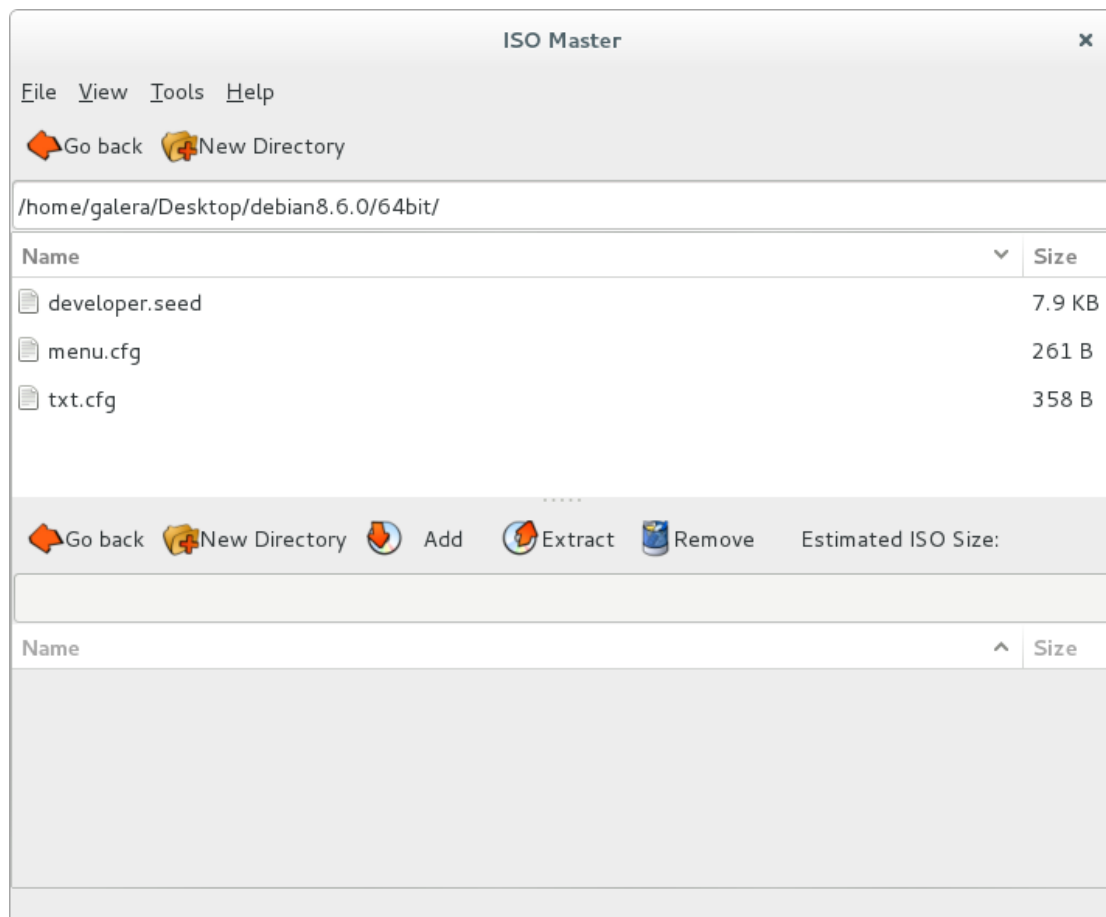 ISO Master
File View Tools Help
Go back New Directory
/home/galera/Desktop/debian8.6.0/64bit/
Name Size
developer.seed 7.9 KB
menu.cfg 261 B
txt.cfg 358 B
Go back New Directory Add Extract Remove Estimated ISO Size:
Name Size